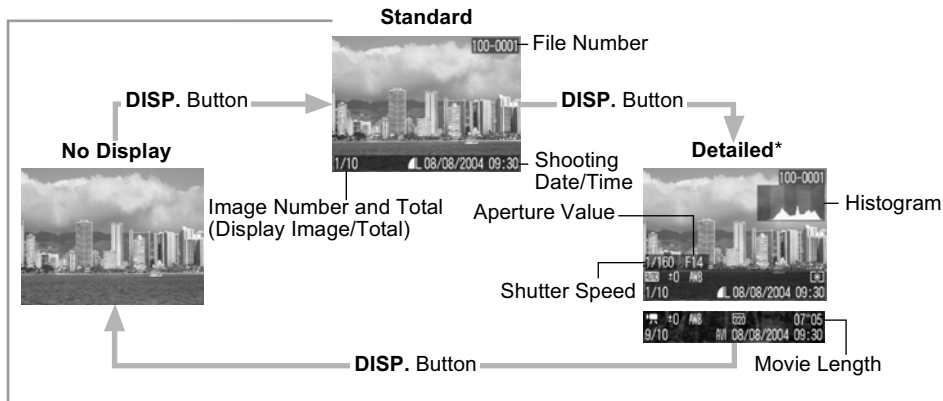 Standard
100-0001
File Number
DISP. Button
DISP. Button
No Display
1/10 L 08/08/2004 09:30
Shooting
Date/Time
Detailed*
100-0001
Histogram
Image Number and Total
(Display Image/Total)
Aperture Value
1/160 F14
Shutter Speed
AUTO ±0 AWB
1/10 L 08/08/2004 09:30
±0 AWB 320 07"05
9/10 AVI 08/08/2004 09:30
DISP. Button
Movie Length